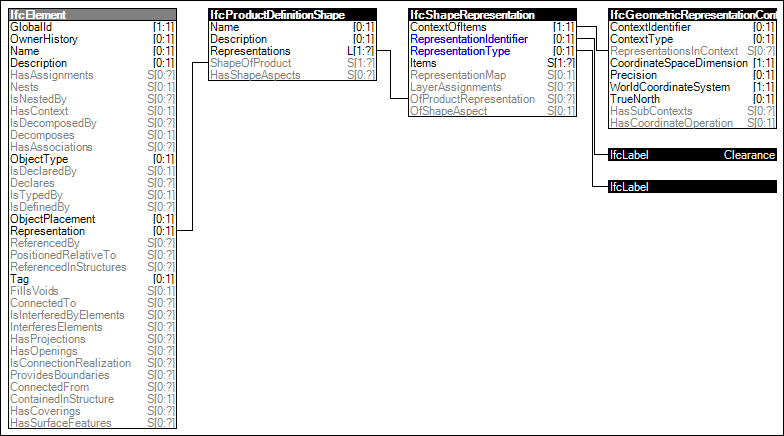 IfcElement
GlobalId [1:1]
OwnerHistory [0:1]
Name [0:1]
Description [0:1]
HasAssignments S[0:?]
Nests S[0:1]
IsNestedBy S[0:?]
HasContext S[0:1]
IsDecomposedBy S[0:?]
Decomposes S[0:1]
HasAssociations S[0:?]
ObjectType [0:1]
IsDeclaredBy S[0:1]
Declares S[0:?]
IsTypedBy S[0:1]
IsDefinedBy S[0:?]
ObjectPlacement [0:1]
Representation [0:1]
ReferencedBy S[0:?]
PositionedRelativeTo S[0:?]
ReferencedInStructures S[0:?]
Tag [0:1]
FillsVoids S[0:1]
ConnectedTo S[0:?]
IsInterferedByElements S[0:?]
InterferesElements S[0:?]
HasProjections S[0:?]
HasOpenings S[0:?]
IsConnectionRealization S[0:?]
ProvidesBoundaries S[0:?]
ConnectedFrom S[0:?]
ContainedInStructure S[0:1]
HasCoverings S[0:?]
HasSurfaceFeatures S[0:?]
IfcProductDefinitionShape
Name [0:1]
Description [0:1]
Representations L[1:?]
ShapeOfProduct S[1:?]
HasShapeAspects S[0:?]
IfcShapeRepresentation
ContextOfItems [1:1]
RepresentationIdentifier [0:1]
RepresentationType [0:1]
Items S[1:?]
RepresentationMap S[0:1]
LayerAssignments S[0:?]
OfProductRepresentation S[0:?]
OfShapeAspect S[0:1]
IfcGeometricRepresentationCon
ContextIdentifier [0:1]
ContextType [0:1]
RepresentationsInContext S[0:?]
CoordinateSpaceDimension [1:1]
Precision [0:1]
WorldCoordinateSystem [1:1]
TrueNorth [0:1]
HasSubContexts S[0:?]
HasCoordinateOperation S[0:1]
IfcLabel Clearance
IfcLabel